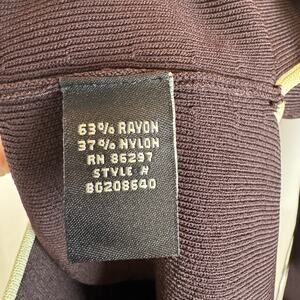 63% RAYON
37% NYLON
RN 86297
STYLE #
8G208640